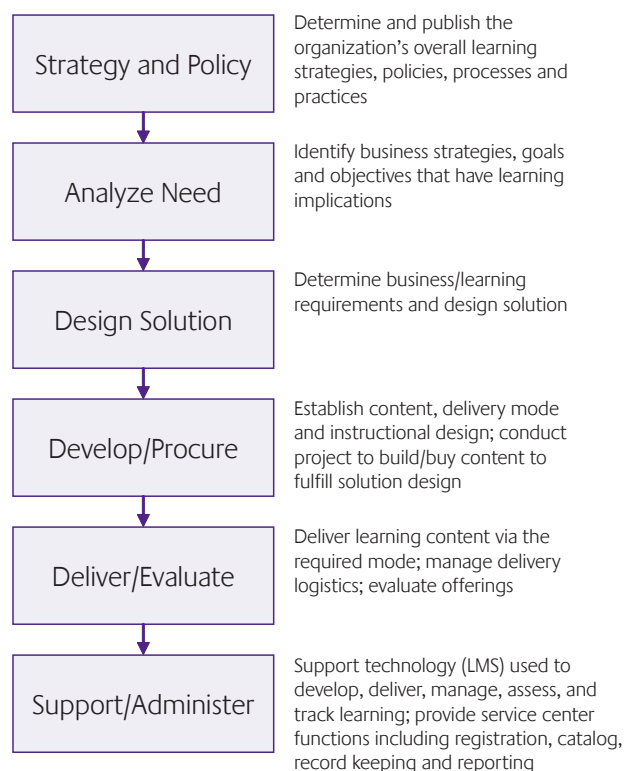 Strategy and Policy
Determine and publish the
organization’s overall learning
strategies, policies, processes and
practices
Analyze Need
Identify business strategies, goals
and objectives that have learning
implications
Design Solution
Determine business/learning
requirements and design solution
Develop/Procure
Establish content, delivery mode
and instructional design; conduct
project to build/buy content to
fulfill solution design
Deliver/Evaluate
Deliver learning content via the
required mode; manage delivery
logistics; evaluate offerings
Support/Administer
Support technology (LMS) used to
develop, deliver, manage, assess, and
track learning; provide service center
functions including registration, catalog,
record keeping and reporting